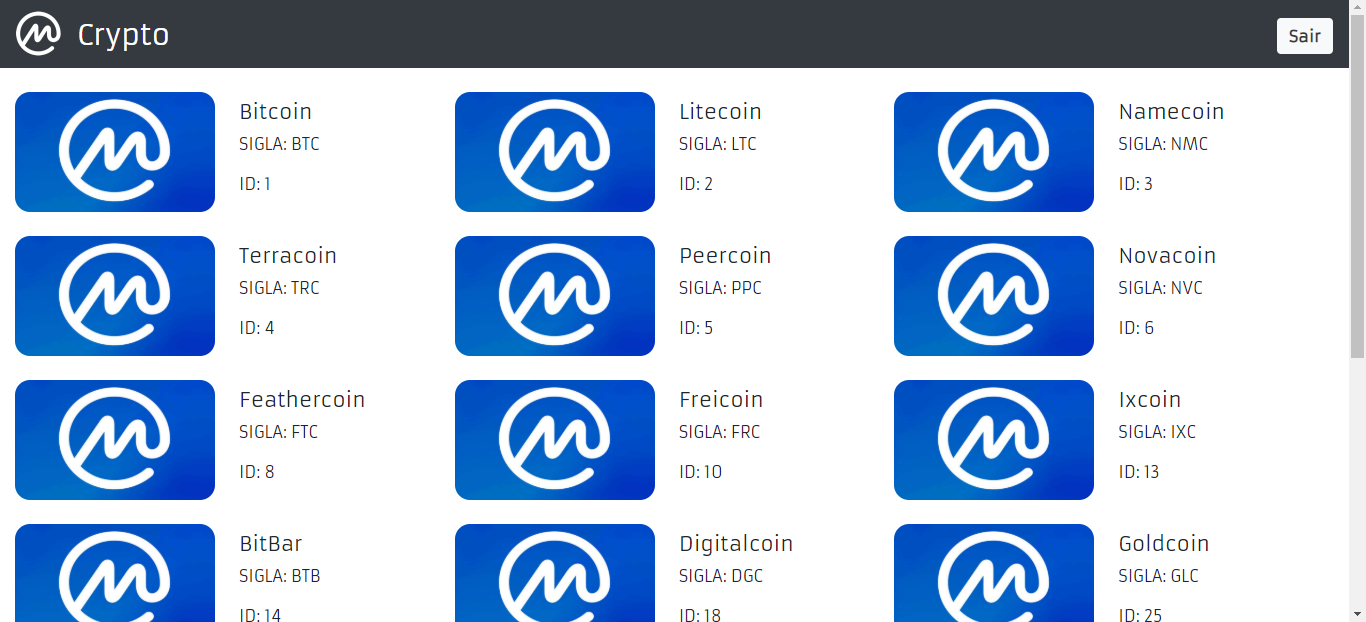 Crypto
Sair
Bitcoin
SIGLA: BTC
ID: 1
Litecoin
SIGLA: LTC
ID: 2
Namecoin
SIGLA: NMC
ID: 3
Terracoin
SIGLA: TRC
ID: 4
Peercoin
SIGLA: PPC
ID: 5
Novacoin
SIGLA: NVC
ID: 6
Feathercoin
SIGLA: FTC
ID: 8
Freicoin
SIGLA: FRC
ID: 10
Ixcoin
SIGLA: IXC
ID: 13
BitBar
SIGLA: BTB
ID: 14
Digitalcoin
SIGLA: DGC
ID: 18
Goldcoin
SIGLA: GLC
ID: 25